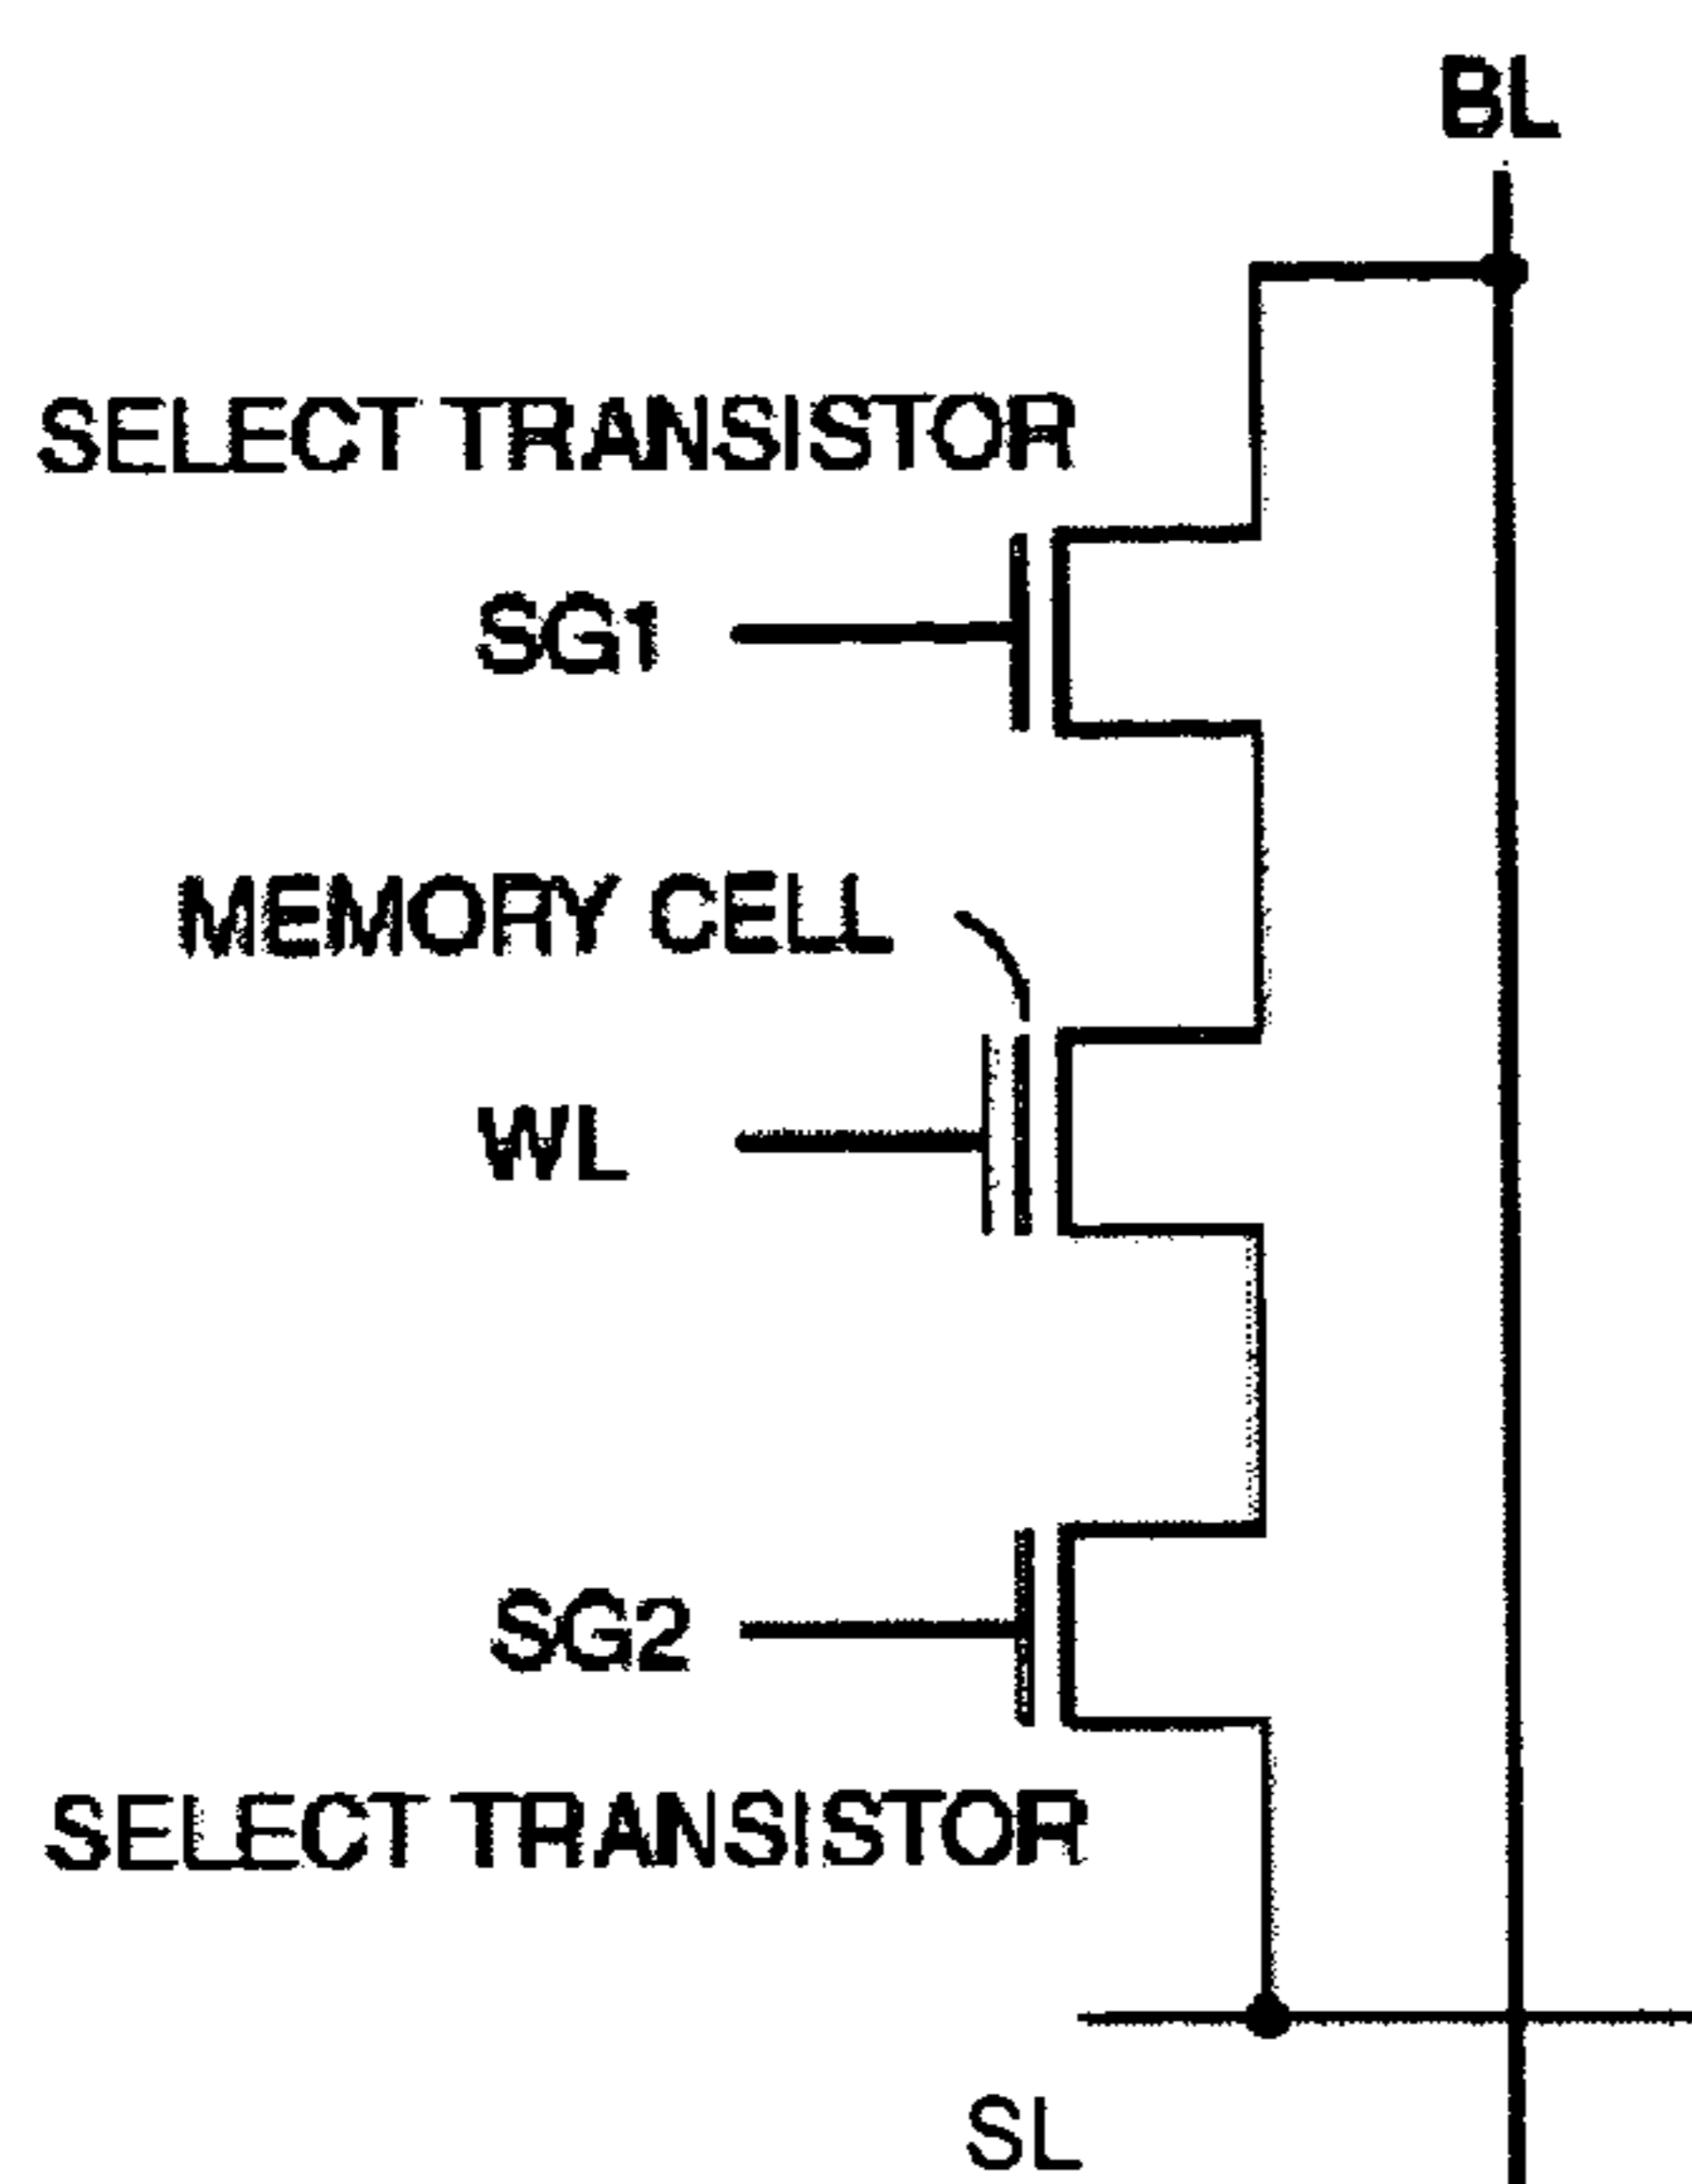 BL
SELECT TRANSISTOR
SG1
MEMORY CELL
WL
SG2
SELECT TRANSISTOR
SL